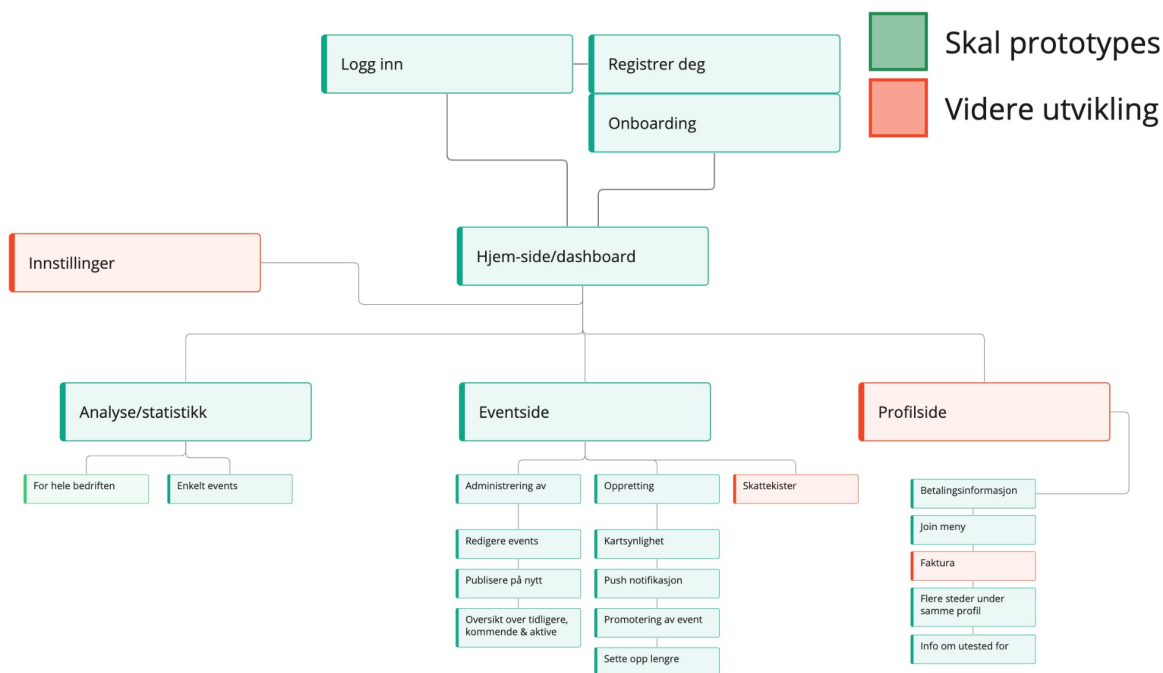 Skal prototypes
Videre utvikling
Logg inn
Registrer deg
Onboarding
Innstillinger
Hjem-side/dashboard
Analyse/statistikk
Eventside
Profilside
For hele bedriften
Enkelt events
Administrering av
Redigere events
Publisere på nytt
Oversikt over tidligere,
kommende & aktive
Oppretting
Kartsynlighet
Push notifikasjon
Promotering av event
Sette opp lengre
Skattekister
Betalingsinformasjon
Join meny
Faktura
Flere steder under
samme profil
Info om utested for